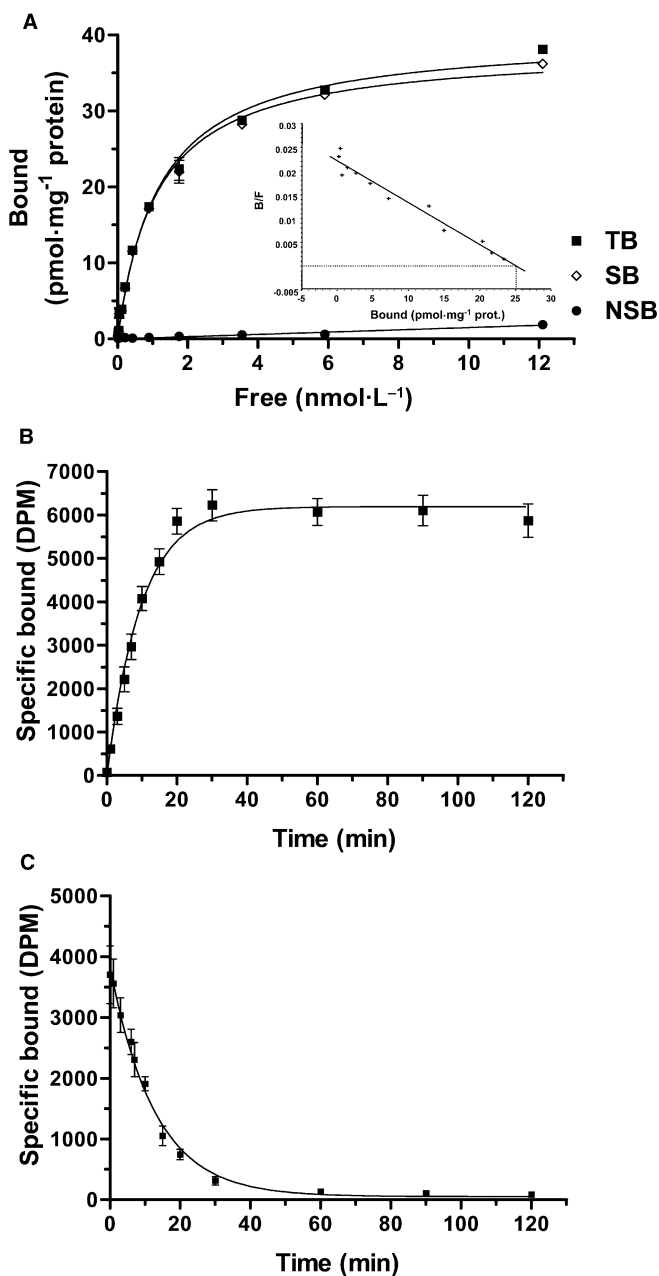 A
40
30
20
10
0
Bound
(pmol·mg⁻¹ protein)
0 2 4 6 8 10 12
Free (nmol·L⁻¹)
0.03
0.025
0.02
0.015
0.01
0.005
-0.005
B/F
-5 0 5 10 15 20 25 30
Bound (pmol·mg⁻¹ prot.)
TB
SB
NSB
B
7000
6000
5000
4000
3000
2000
1000
0
Specific bound (DPM)
0 20 40 60 80 100 120
Time (min)
C
5000
4000
3000
2000
1000
0
Specific bound (DPM)
0 20 40 60 80 100 120
Time (min)